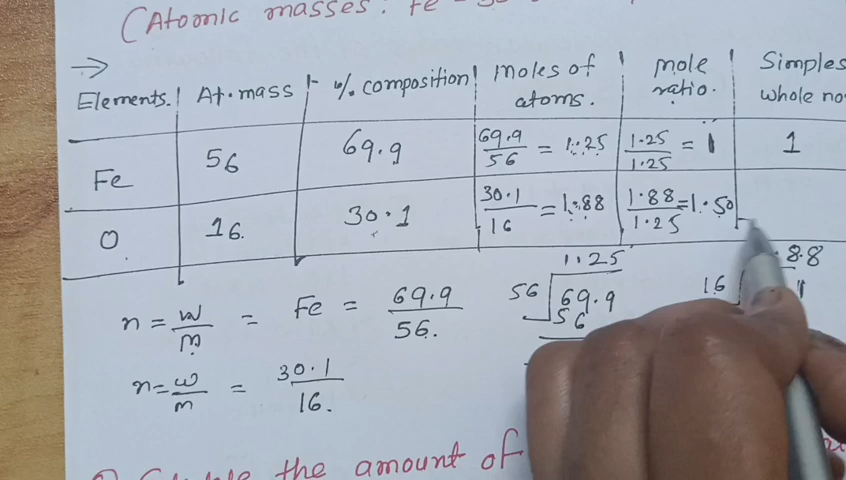 (Atomic masses: Fe
Elements. At. mass % composition moles of atoms. mole ratio. Simples whole no
Fe 56 69.9 69.9/56 = 1.25 1.25/1.25 = 1 1
O 16 30.1 30.1/16 = 1.88 1.88/1.25 = 1.50
n = w/m = Fe = 69.9/56.
n = w/m = 30.1/16.
1.25
56 69.9
56
.88
16
the amount of